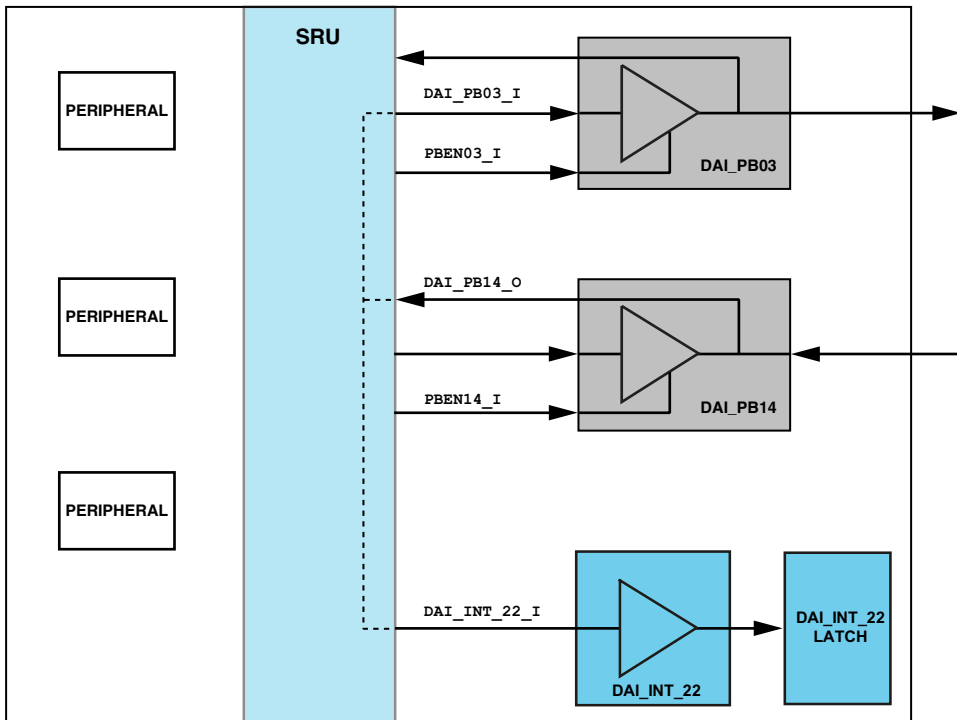 SRU
PERIPHERAL
DAI_PB03_I
PBEN03_I
DAI_PB03
PERIPHERAL
DAI_PB14_O
PBEN14_I
DAI_PB14
PERIPHERAL
DAI_INT_22_I
DAI_INT_22
DAI_INT_22
LATCH